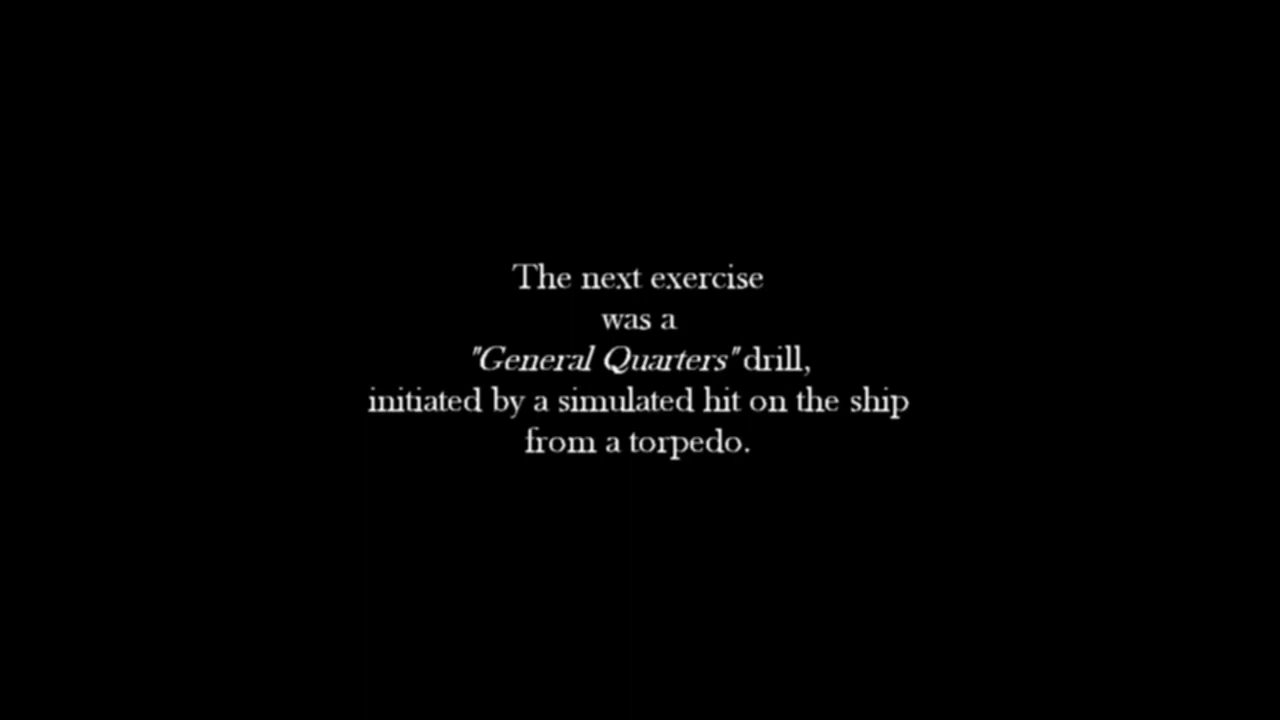 The next exercise
was a
"General Quarters" drill,
initiated by a simulated hit on the ship
from a torpedo.